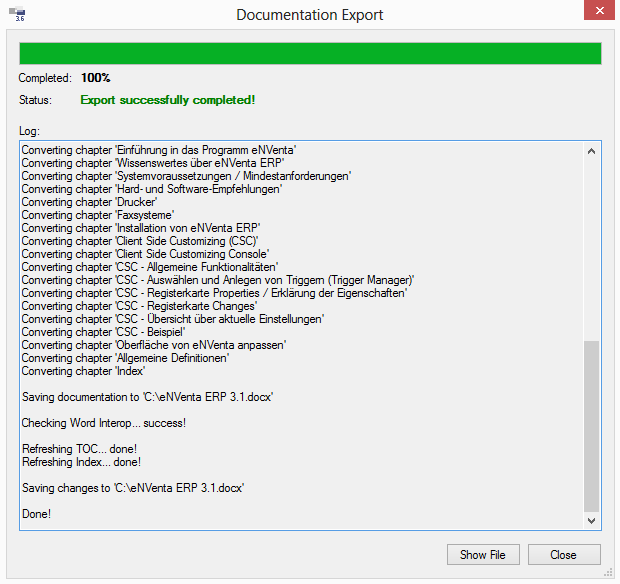 Documentation Export
3.6
Completed: 100%
Status: Export successfully completed!
Log:
Converting chapter 'Einführung in das Programm eNVenta'
Converting chapter 'Wissenswertes über eNVenta ERP'
Converting chapter 'Systemvoraussetzungen / Mindestanforderungen'
Converting chapter 'Hard- und Software-Empfehlungen'
Converting chapter 'Drucker'
Converting chapter 'Faxsysteme'
Converting chapter 'Installation von eNVenta ERP'
Converting chapter 'Client Side Customizing (CSC)'
Converting chapter 'Client Side Customizing Console'
Converting chapter 'CSC - Allgemeine Funktionalitäten'
Converting chapter 'CSC - Auswählen und Anlegen von Triggern (Trigger Manager)'
Converting chapter 'CSC - Registerkarte Properties / Erklärung der Eigenschaften'
Converting chapter 'CSC - Registerkarte Changes'
Converting chapter 'CSC - Übersicht über aktuelle Einstellungen'
Converting chapter 'CSC - Beispiel'
Converting chapter 'Oberfläche von eNVenta anpassen'
Converting chapter 'Allgemeine Definitionen'
Converting chapter 'Index'
Saving documentation to 'C:\eNVenta ERP 3.1.docx'
Checking Word Interop... success!
Refreshing TOC... done!
Refreshing Index... done!
Saving changes to 'C:\eNVenta ERP 3.1.docx'
Done!
Show File
Close